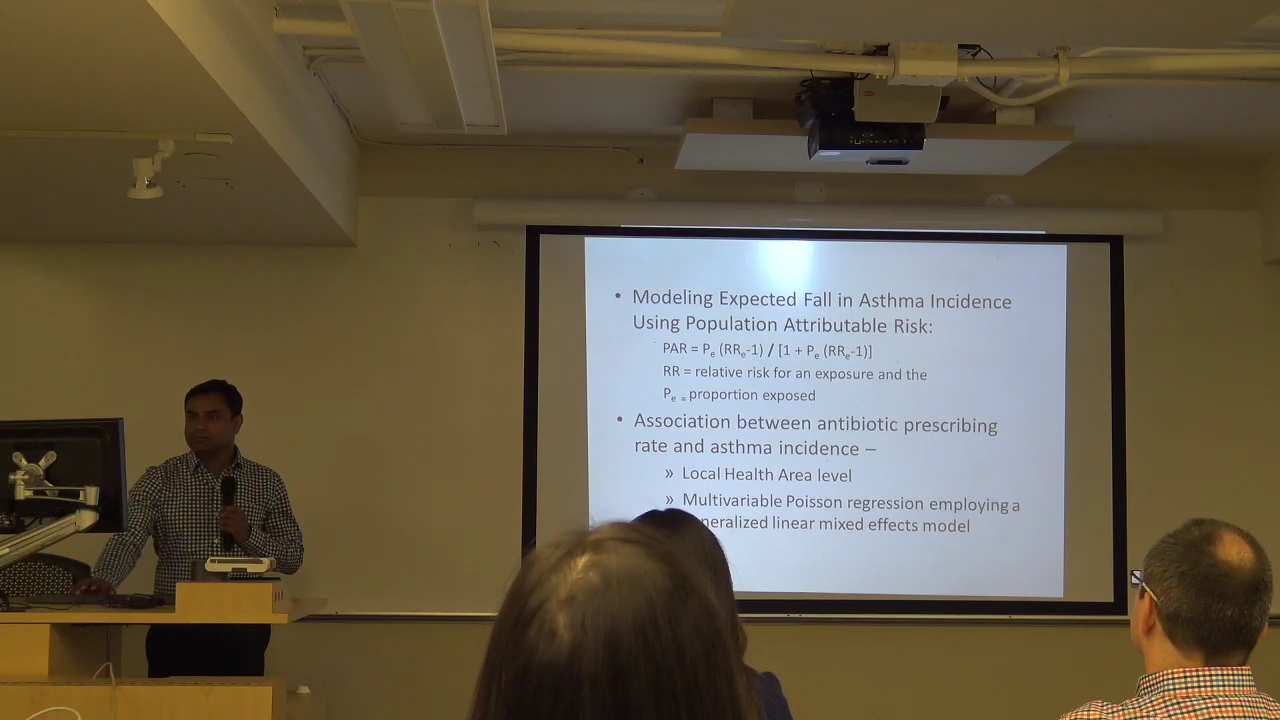 • Modeling Expected Fall in Asthma Incidence
Using Population Attributable Risk:
PAR = Pe (RRe-1) / [1 + Pe (RRe-1)]
RR = relative risk for an exposure and the
Pe = proportion exposed
• Association between antibiotic prescribing
rate and asthma incidence –
» Local Health Area level
» Multivariable Poisson regression employing a
neralized linear mixed effects model